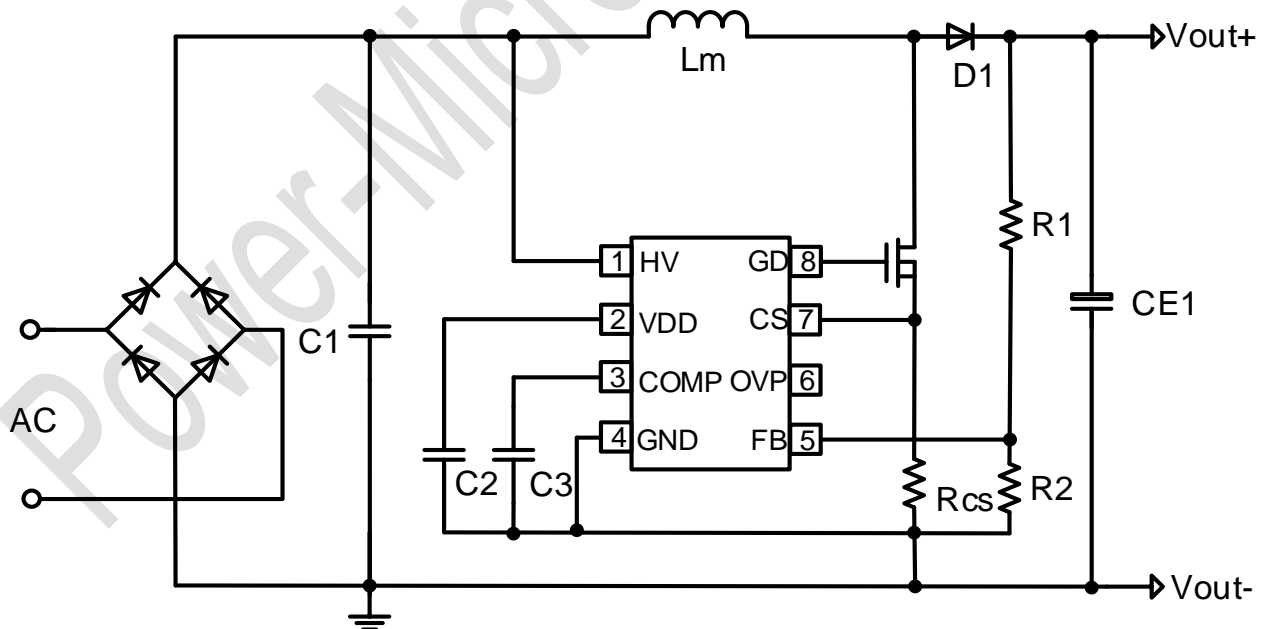 Power-Micro
Lm
Vout+
D1
R1
1 HV
GD 8
2 VDD
CS 7
3 COMP
OVP 6
4 GND
FB 5
C1
CE1
AC
C2
C3
Rcs
R2
Vout-